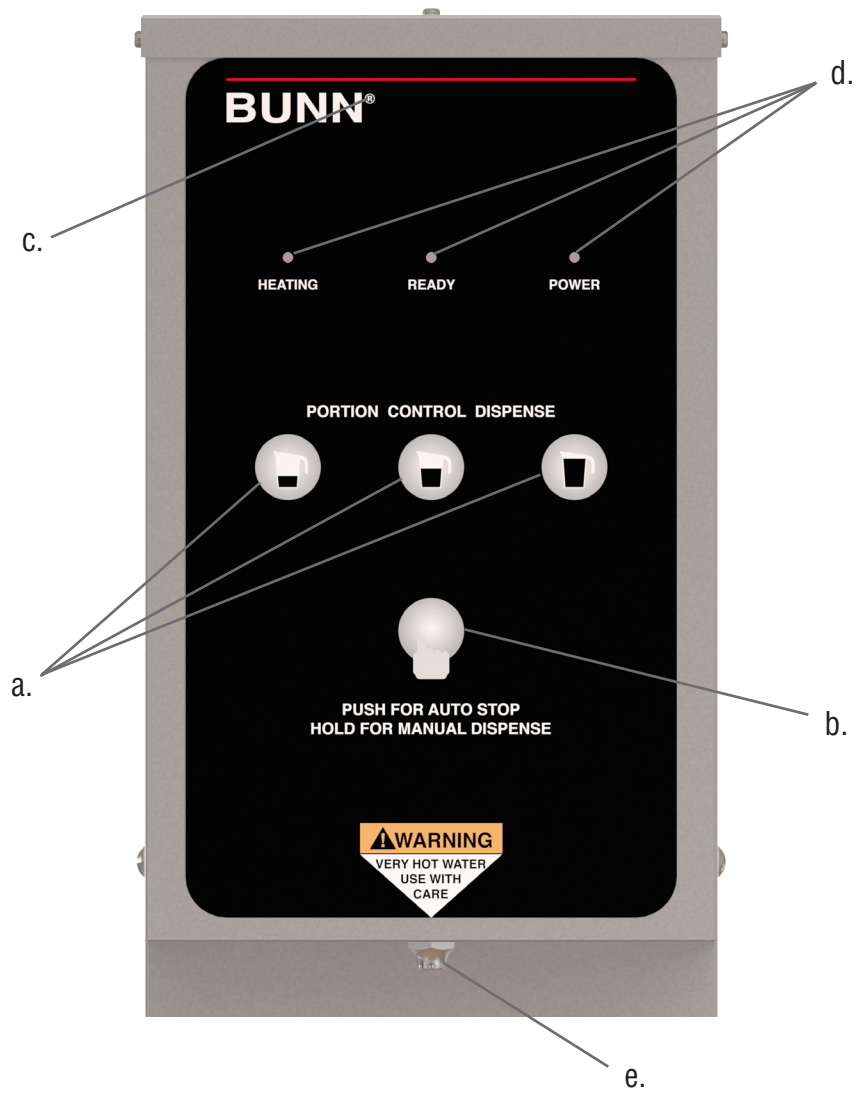 d.
BUNN®
c.
HEATING READY POWER
PORTION CONTROL DISPENSE
a.
PUSH FOR AUTO STOP
HOLD FOR MANUAL DISPENSE
b.
WARNING
VERY HOT WATER
USE WITH
CARE
e.